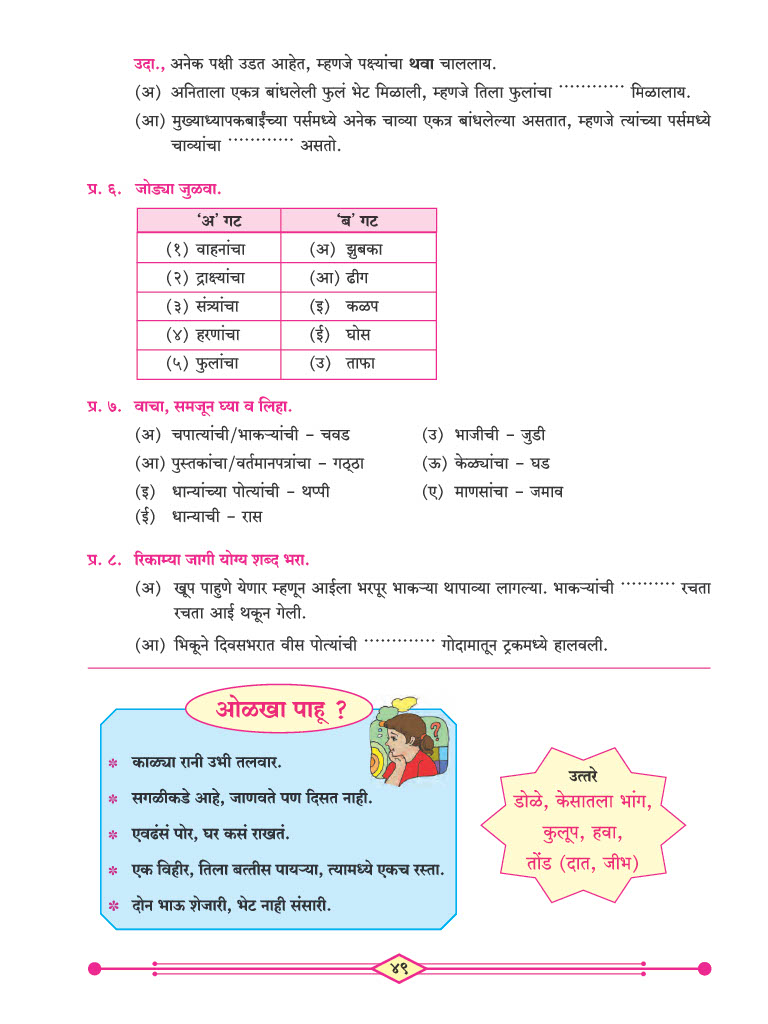 उदा., अनेक पक्षी उडत आहेत, म्हणजे पक्ष्यांचा थवा चाललाय.
(अ) अनिताला एकत्र बांधलेली फुलं भेट मिळाली, म्हणजे तिला फुलांचा ............ मिळालाय.
(आ) मुख्याध्यापकबाईंच्या पर्समध्ये अनेक चाव्या एकत्र बांधलेल्या असतात, म्हणजे त्यांच्या पर्समध्ये
चाव्यांचा ............ असतो.
प्र. ६. जोड्या जुळवा.
‘अ’ गट ‘ब’ गट
(१) वाहनांचा (अ) झुबका
(२) द्राक्ष्यांचा (आ) ढीग
(३) संत्र्यांचा (इ) कळप
(४) हरणांचा (ई) घोस
(५) फुलांचा (उ) ताफा
प्र. ७. वाचा, समजून घ्या व लिहा.
(अ) चपात्यांची/भाकऱ्यांची – चवड (उ) भाजीची – जुडी
(आ) पुस्तकांचा/वर्तमानपत्रांचा – गठ्ठा (ऊ) केळ्यांचा – घड
(इ) धान्यांच्या पोत्यांची – थप्पी (ए) माणसांचा – जमाव
(ई) धान्याची – रास
प्र. ८. रिकाम्या जागी योग्य शब्द भरा.
(अ) खूप पाहुणे येणार म्हणून आईला भरपूर भाकऱ्या थापाव्या लागल्या. भाकऱ्यांची .......... रचता
रचता आई थकून गेली.
(आ) भिकूने दिवसभरात वीस पोत्यांची ............. गोदामातून ट्रकमध्ये हालवली.
ओळखा पाहू ?
?
* काळ्या रानी उभी तलवार.
* सगळीकडे आहे, जाणवते पण दिसत नाही.
* एवढंसं पोर, घर कसं राखतं.
* एक विहीर, तिला बत्तीस पायऱ्या, त्यामध्ये एकच रस्ता.
* दोन भाऊ शेजारी, भेट नाही संसारी.
उत्तरे
डोळे, केसातला भांग,
कुलूप, हवा,
तोंड (दात, जीभ)
४९